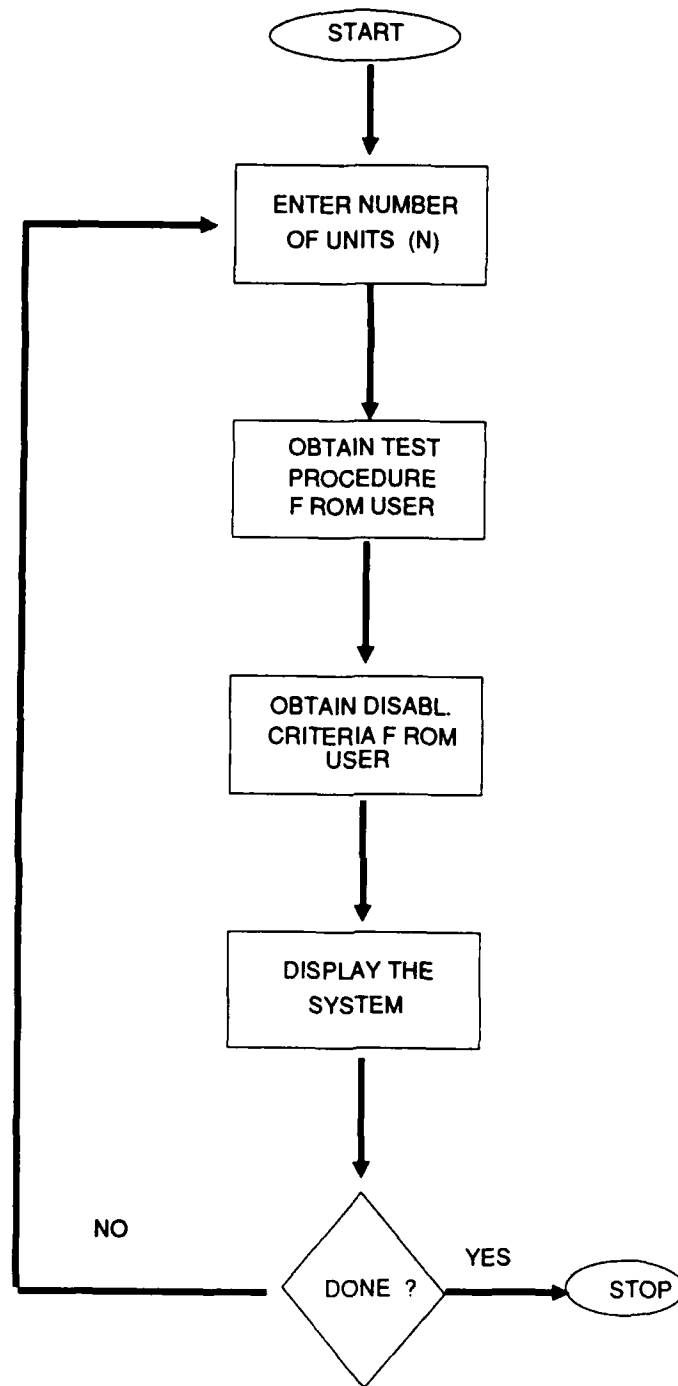 START
ENTER NUMBER
OF UNITS (N)
OBTAIN TEST
PROCEDURE
F ROM USER
OBTAIN DISABL.
CRITERIA F ROM
USER
DISPLAY THE
SYSTEM
NO
YES
DONE ?
STOP